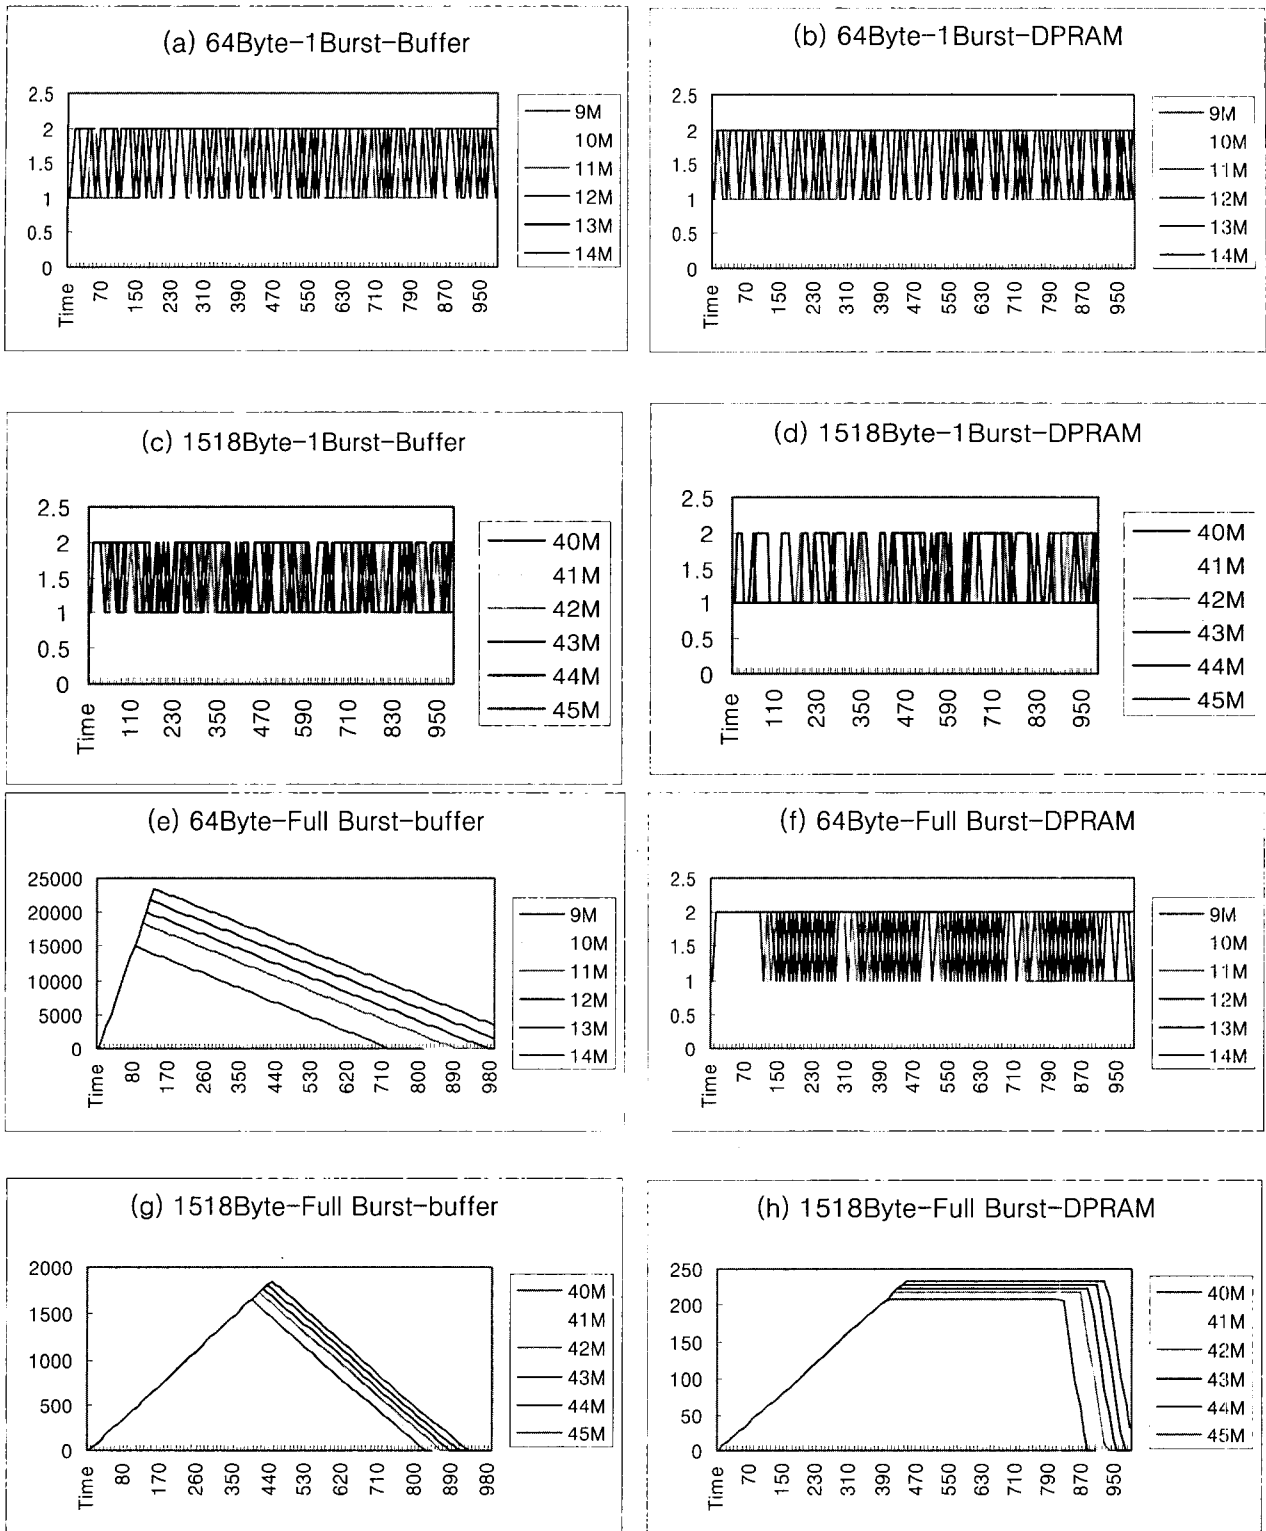 (a) 64Byte-1Burst-Buffer
2.5
2
1.5
1
0.5
0
Time 70 150 230 310 390 470 550 630 710 790 870 950
9M
10M
11M
12M
13M
14M
(b) 64Byte-1Burst-DPRAM
2.5
2
1.5
1
0.5
0
Time 70 150 230 310 390 470 550 630 710 790 870 950
9M
10M
11M
12M
13M
14M
(c) 1518Byte-1Burst-Buffer
2.5
2
1.5
1
0.5
0
Time 110 230 350 470 590 710 830 950
40M
41M
42M
43M
44M
45M
(d) 1518Byte-1Burst-DPRAM
2.5
2
1.5
1
0.5
0
Time 110 230 350 470 590 710 830 950
40M
41M
42M
43M
44M
45M
(e) 64Byte-Full Burst-buffer
25000
20000
15000
10000
5000
0
Time 80 170 260 350 440 530 620 710 800 890 980
9M
10M
11M
12M
13M
14M
(f) 64Byte-Full Burst-DPRAM
2.5
2
1.5
1
0.5
0
Time 70 150 230 310 390 470 550 630 710 790 870 950
9M
10M
11M
12M
13M
14M
(g) 1518Byte-Full Burst-buffer
2000
1500
1000
500
0
Time 80 170 260 350 440 530 620 710 800 890 980
40M
41M
42M
43M
44M
45M
(h) 1518Byte-Full Burst-DPRAM
250
200
150
100
50
0
Time 70 150 230 310 390 470 550 630 710 790 870 950
40M
41M
42M
43M
44M
45M